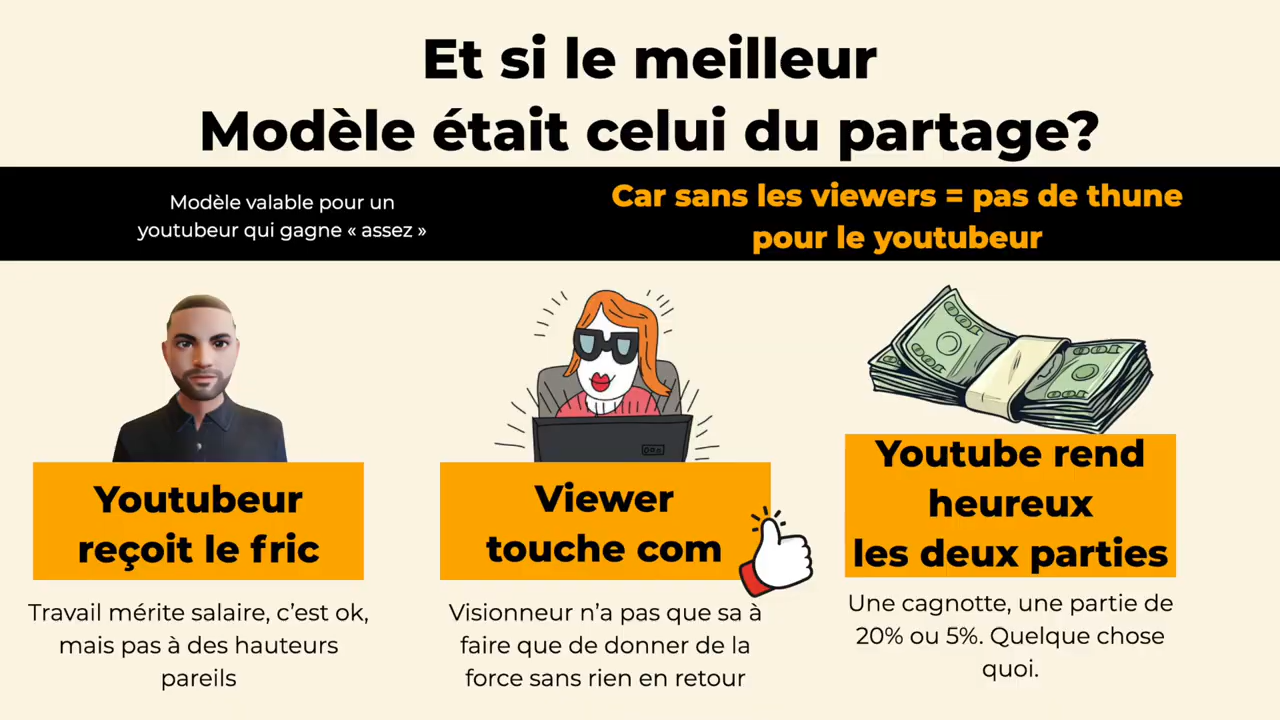 Et si le meilleur
Modèle était celui du partage?
Modèle valable pour un
youtubeur qui gagne « assez »
Car sans les viewers = pas de thune
pour le youtubeur
Youtubeur
reçoit le fric
Travail mérite salaire, c'est ok,
mais pas à des hauteurs
pareils
Viewer
touche com
Visionneur n'a pas que sa à
faire que de donner de la
force sans rien en retour
Youtube rend
heureux
les deux parties
Une cagnotte, une partie de
20% ou 5%. Quelque chose
quoi.